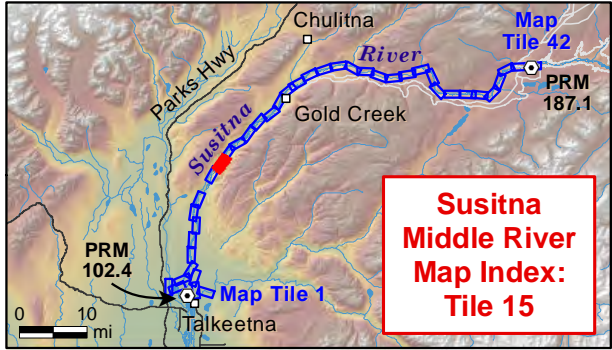 Chulitna
Map
Tile 42
PRM
187.1
River
Parks Hwy
Gold Creek
Susitna
PRM
102.4
Map Tile 1
Talkeetna
0 10
mi
Susitna
Middle River
Map Index:
Tile 15